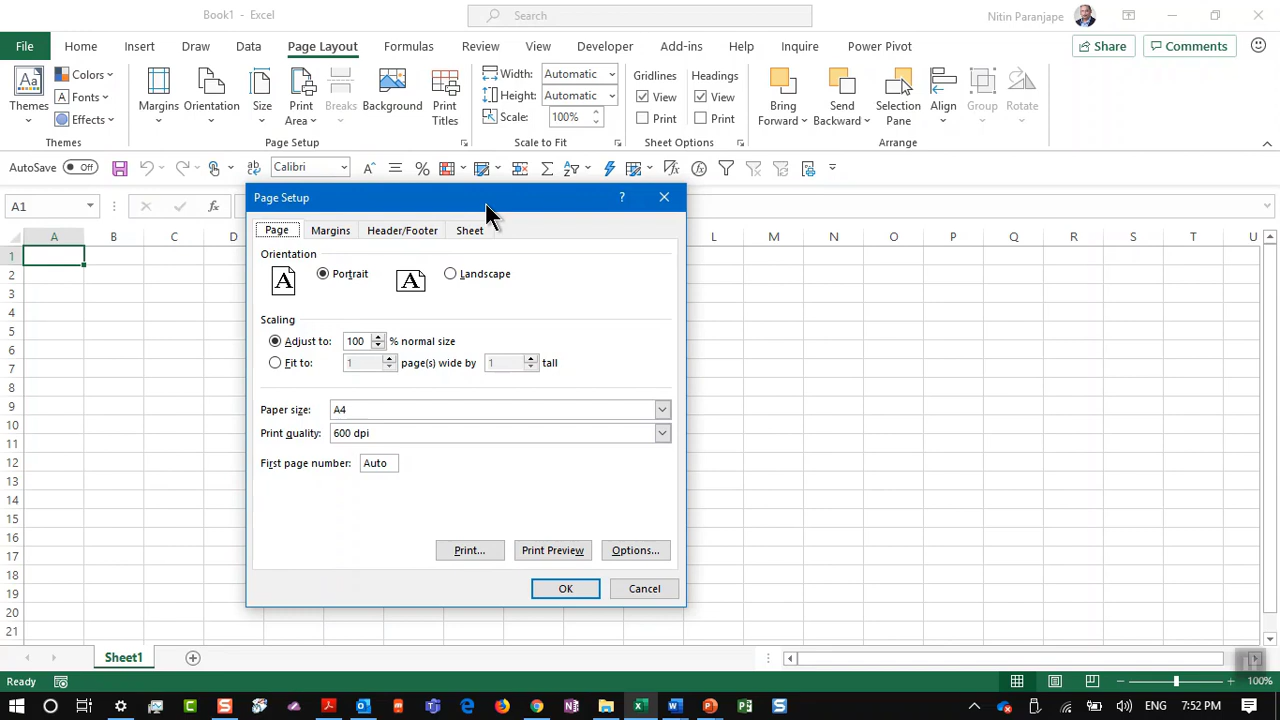 Book1 - Excel
Search
Nitin Paranjape
File Home Insert Draw Data Page Layout Formulas Review View Developer Add-ins Help Inquire Power Pivot Share Comments
Themes
Colors
Fonts
Effects
Themes
Margins
Orientation
Size
Print Area
Breaks
Background
Print Titles
Page Setup
Width: Automatic
Height: Automatic
Scale: 100%
Scale to Fit
Gridlines Headings
View View
Print Print
Sheet Options
Bring Forward
Send Backward
Selection Pane
Align
Group
Rotate
Arrange
AutoSave Off
Calibri
A1
A B C D L M N O P Q R S T U
1
2
3
4
5
6
7
8
9
10
11
12
13
14
15
16
17
18
19
20
21
Page Setup ?
Page Margins Header/Footer Sheet
Orientation
A Portrait A Landscape
Scaling
Adjust to: 100 % normal size
Fit to: 1 page(s) wide by 1 tall
Paper size: A4
Print quality: 600 dpi
First page number: Auto
Print... Print Preview Options...
OK Cancel
Sheet1
Ready
100%
ENG 7:52 PM